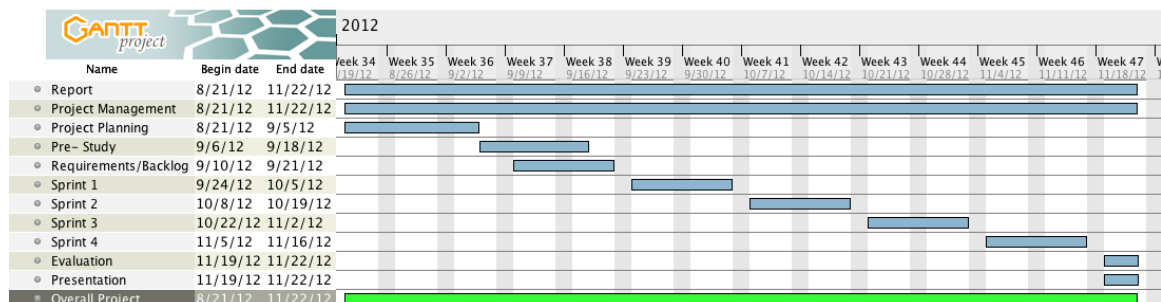 GANTT project
2012
Week 34 Week 35 Week 36 Week 37 Week 38 Week 39 Week 40 Week 41 Week 42 Week 43 Week 44 Week 45 Week 46 Week 47
/19/12 8/26/12 9/2/12 9/9/12 9/16/12 9/23/12 9/30/12 10/7/12 10/14/12 10/21/12 10/28/12 11/4/12 11/11/12 11/18/12
Name Begin date End date
Report 8/21/12 11/22/12
Project Management 8/21/12 11/22/12
Project Planning 8/21/12 9/5/12
Pre- Study 9/6/12 9/18/12
Requirements/Backlog 9/10/12 9/21/12
Sprint 1 9/24/12 10/5/12
Sprint 2 10/8/12 10/19/12
Sprint 3 10/22/12 11/2/12
Sprint 4 11/5/12 11/16/12
Evaluation 11/19/12 11/22/12
Presentation 11/19/12 11/22/12
Overall Project 8/21/12 11/22/12